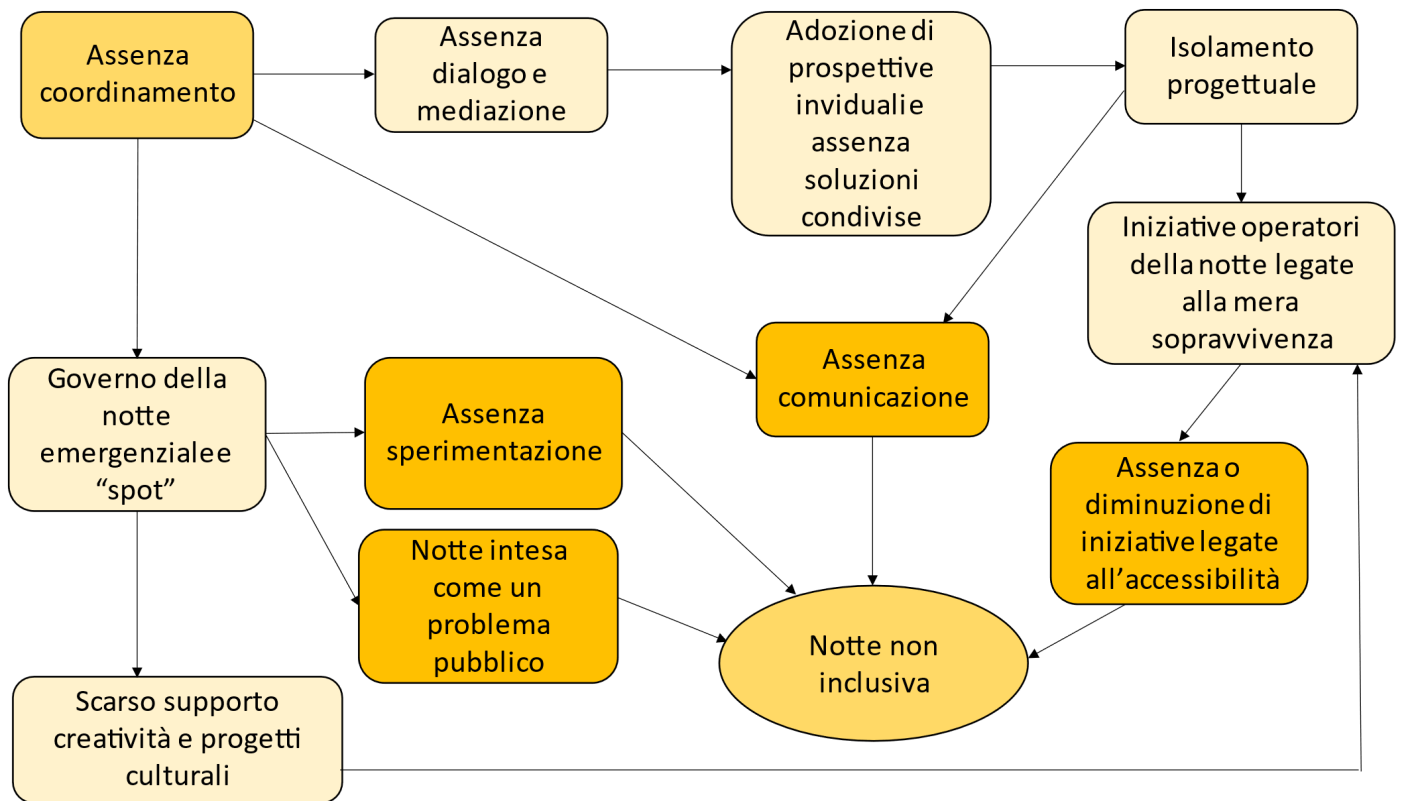 Assenza
coordinamento
Assenza
dialogo e
mediazione
Adozione di
prospettive
inviduali e
assenza
soluzioni
condivise
Isolamento
progettuale
Iniziative operatori
della notte legate
alla mera
sopravvivenza
Assenza
comunicazione
Governo della
notte
emergenziale e
“spot”
Assenza
sperimentazione
Assenza o
diminuzione di
iniziative legate
all’accessibilità
Notte intesa
come un
problema
pubblico
Notte non
inclusiva
Scarso supporto
creatività e progetti
culturali